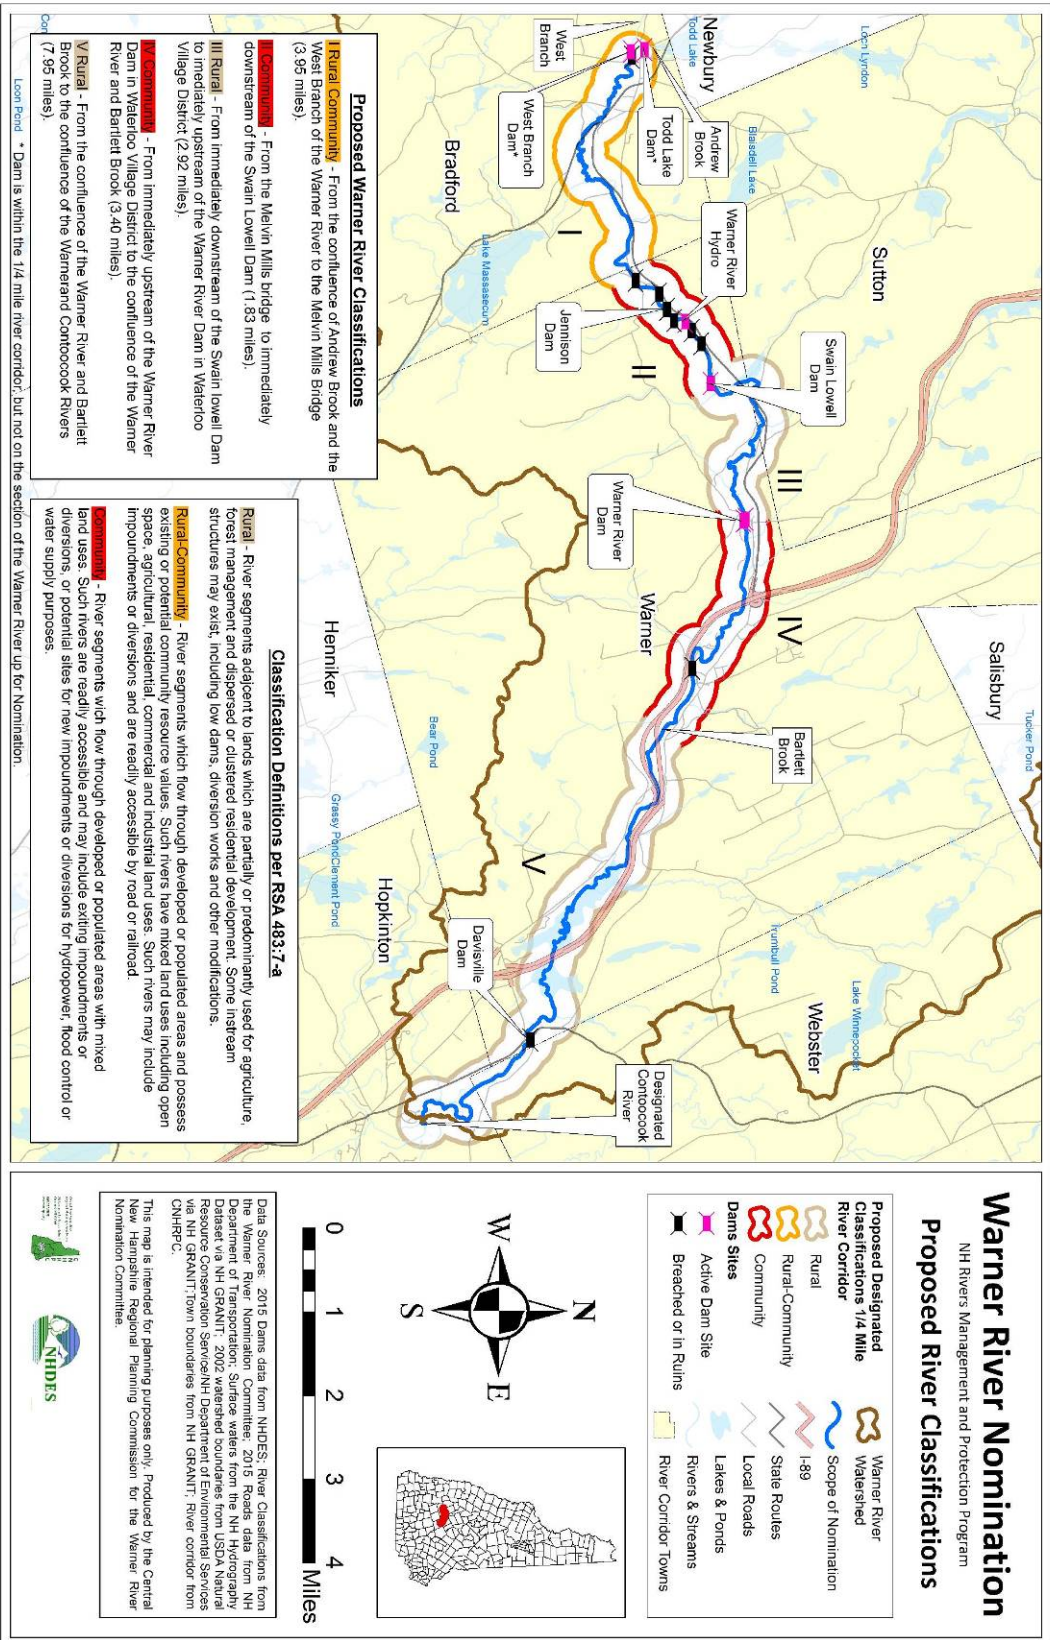 Warner River Nomination
NH Rivers Management and Protection Program
Proposed River Classifications
Proposed Designated
Classifications 1/4 Mile
River Corridor
Rural
Rural-Community
Community
Dams Sites
Active Dam Site
Breached or in Ruins
Warner River
Watershed
Scope of Nomination
I-89
State Routes
Local Roads
Lakes & Ponds
Rivers & Streams
River Corridor Towns
N
W
E
S
0
1
2
3
4
Miles
Data Sources: 2015 Dams data from NHDES; River Classifications from
the Warner River Nomination Committee; 2015 Roads data from NH
Department of Transportation; Surface waters from the NH Hydrography
Dataset via NH GRANIT; 2002 watershed boundaries from USDA Natural
Resource Conservation Service/NH Department of Environmental Services
via NH GRANIT;Town boundaries from NH GRANIT; River corridor from
CNHRPC.
This map is intended for planning purposes only. Produced by the Central
New Hampshire Regional Planning Commission for the Warner River
Nomination Committee.
NHDES
Newbury
Todd Lake
Loch Lyndon
West
Branch
West Branch
Dam*
Todd Lake
Dam*
Andrew
Brook
Blaisdell Lake
Bradford
I
Lake Massasecum
Warner River
Hydro
Sutton
Jennison
Dam
II
Swain Lowell
Dam
III
Warner River
Dam
Warner
IV
Salisbury
Tucker Pond
Bartlett
Brook
V
Henniker
Bear Pond
Grassy Pond
Clement Pond
Hopkinton
Davisville
Dam
Trumbull Pond
Lake Winnepocket
Webster
Designated
Contoocook
River
Proposed Warner River Classifications
I Rural Community - From the confluence of Andrew Brook and the
West Branch of the Warner River to the Melvin Mills Bridge
(3.95 miles).
II Community - From the Melvin Mills bridge to immediately
downstream of the Swain Lowell Dam (1.83 miles).
III Rural - From immediately downstream of the Swain lowell Dam
to imediately upstream of the Warner River Dam in Waterloo
Village District (2.92 miles).
IV Community - From immediately upstream of the Warner River
Dam in Waterloo Village District to the confluence of the Warner
River and Bartlett Brook (3.40 miles).
V Rural - From the confluence of the Warner River and Bartlett
Brook to the confluence of the Warnerand Contoocook Rivers
(7.95 miles).
Classification Definitions per RSA 483:7-a
Rural - River segments adajcent to lands which are partially or predominantly used for agriculture,
forest management and dispersed or clustered residential development. Some instream
structures may exist, including low dams, diversion works and other modifications.
Rural-Community - River segments which flow through developed or populated areas and possess
existing or potential community resource values. Such rivers have mixed land uses including open
space, agricultural, residential, commercial and industrial land uses. Such rivers may include
impoundments or diversions and are readily accessible by road or railroad.
Community - River segments wich flow through developed or populated areas with mixed
land uses. Such rivers are readily accessible and may include exiting impoundments or
diversions, or potential sites for new impoundments or diversions for hydropower, flood control or
water supply purposes.
Loon Pond
* Dam is within the 1/4 mile river corridor, but not on the section of the Warner River up for Nomination.